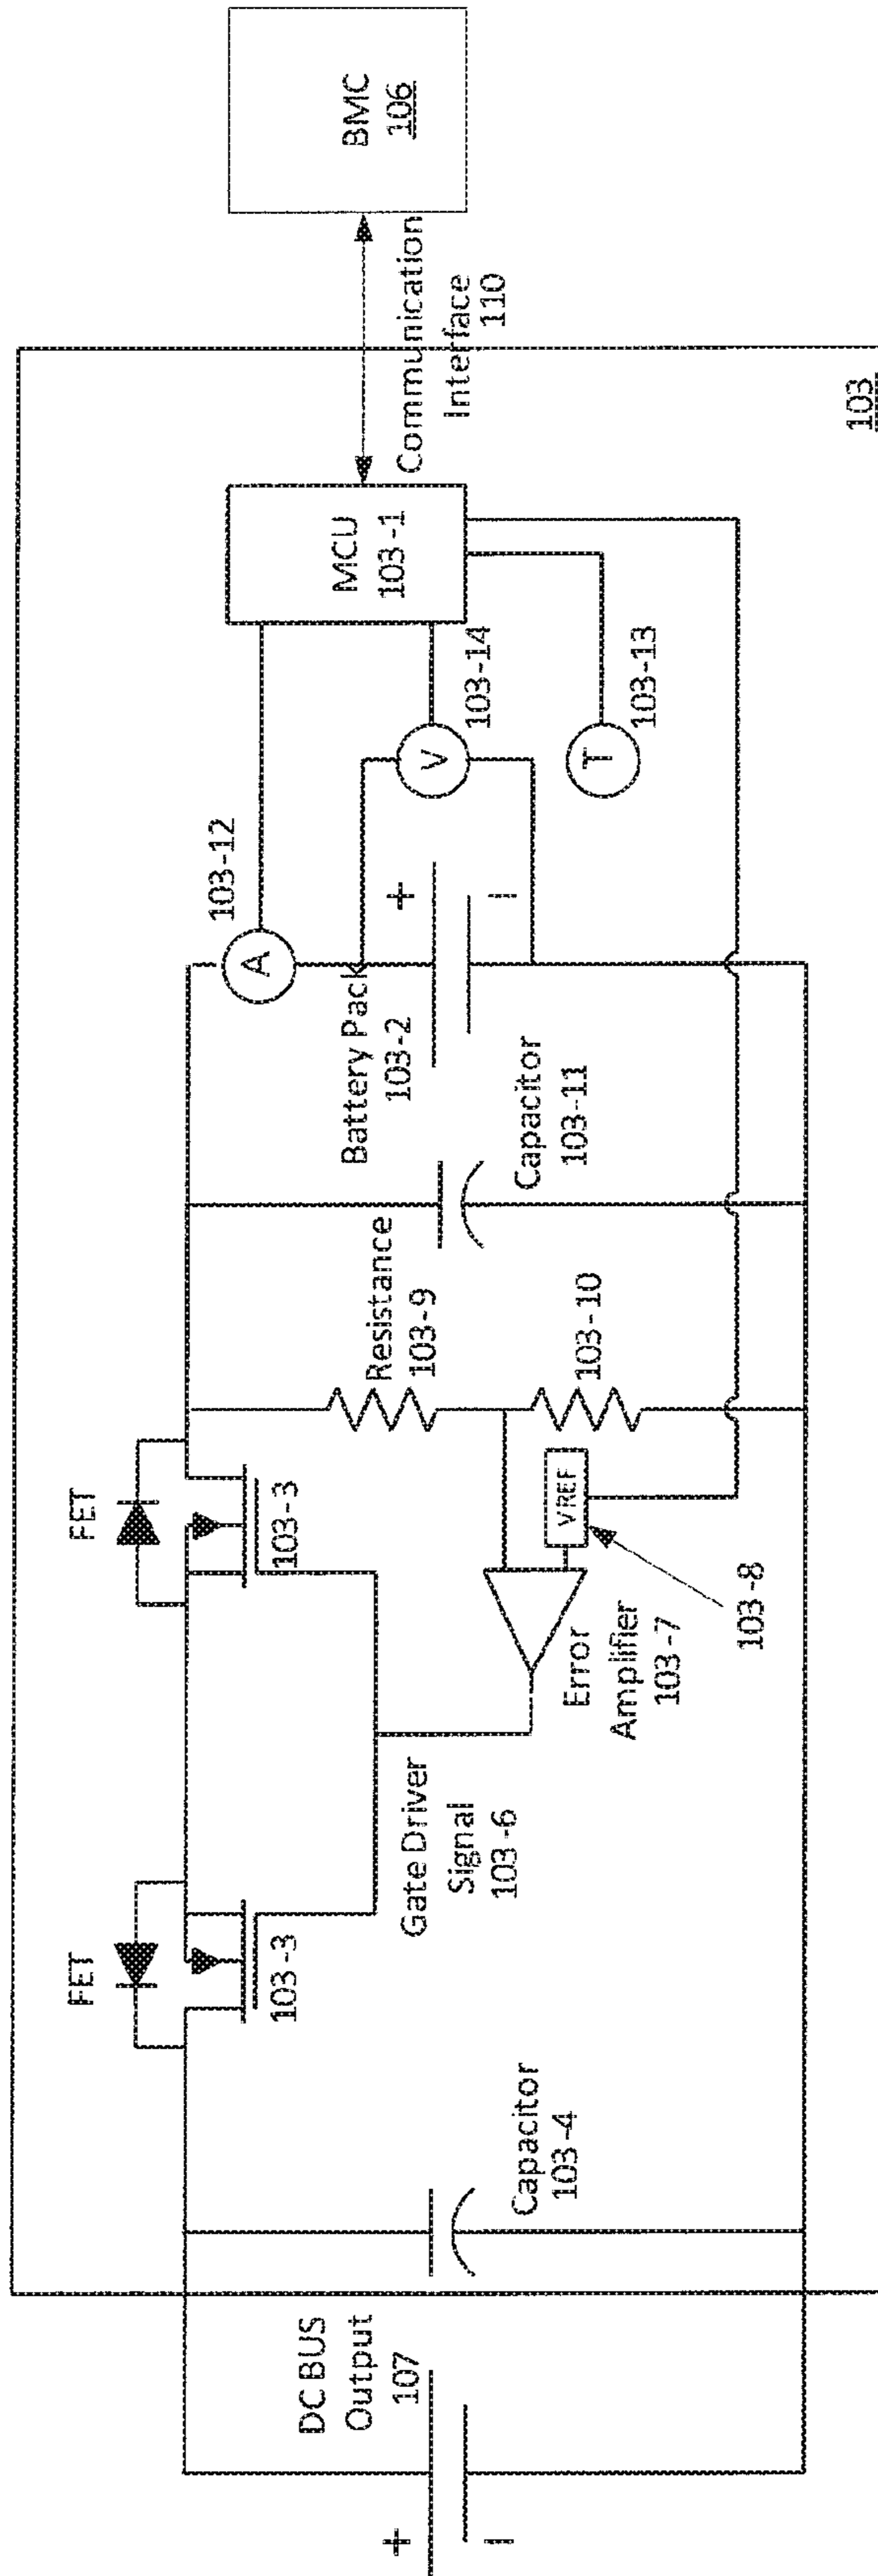 DC BUS
Output
107
+
–
Capacitor
103-4
FET
103-3
Gate Driver
Signal
103-6
FET
103-3
Error
Amplifier
103-7
103-8
VREF
Resistance
103-9
103-10
Capacitor
103-11
Battery Pack
103-2
+
–
A
103-12
V
103-14
T
103-13
MCU
103-1
Communication
Interface
110
BMC
106
103